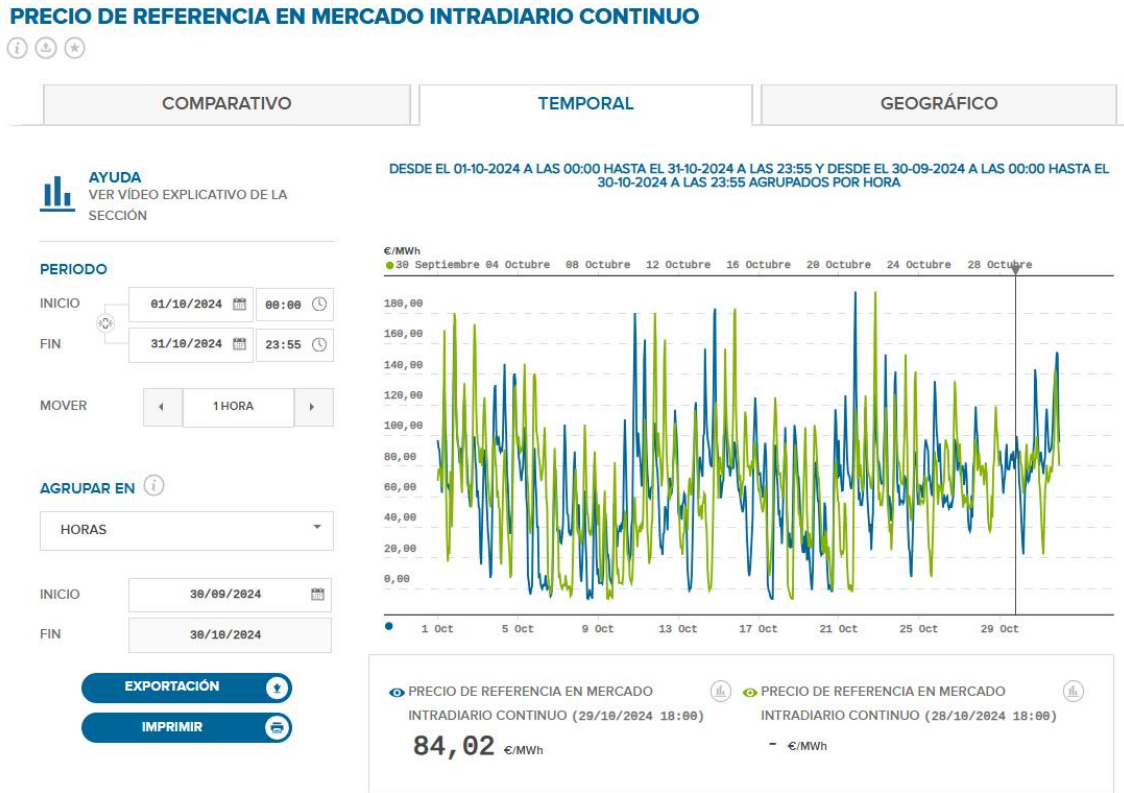 PRECIO DE REFERENCIA EN MERCADO INTRADIARIO CONTINUO
COMPARATIVO
TEMPORAL
GEOGRÁFICO
AYUDA
VER VÍDEO EXPLICATIVO DE LA
SECCIÓN
PERIODO
INICIO
01/10/2024
00:00
FIN
31/10/2024
23:55
MOVER
1 HORA
AGRUPAR EN
HORAS
INICIO
30/09/2024
FIN
30/10/2024
EXPORTACIÓN
IMPRIMIR
DESDE EL 01-10-2024 A LAS 00:00 HASTA EL 31-10-2024 A LAS 23:55 Y DESDE EL 30-09-2024 A LAS 00:00 HASTA EL
30-10-2024 A LAS 23:55 AGRUPADOS POR HORA
€/MWh
30 Septiembre 04 Octubre 08 Octubre 12 Octubre 16 Octubre 20 Octubre 24 Octubre 28 Octubre
180,00
160,00
140,00
120,00
100,00
80,00
60,00
40,00
20,00
0,00
1 Oct 5 Oct 9 Oct 13 Oct 17 Oct 21 Oct 25 Oct 29 Oct
PRECIO DE REFERENCIA EN MERCADO
INTRADIARIO CONTINUO (29/10/2024 18:00)
84,02 €/MWh
PRECIO DE REFERENCIA EN MERCADO
INTRADIARIO CONTINUO (28/10/2024 18:00)
- €/MWh